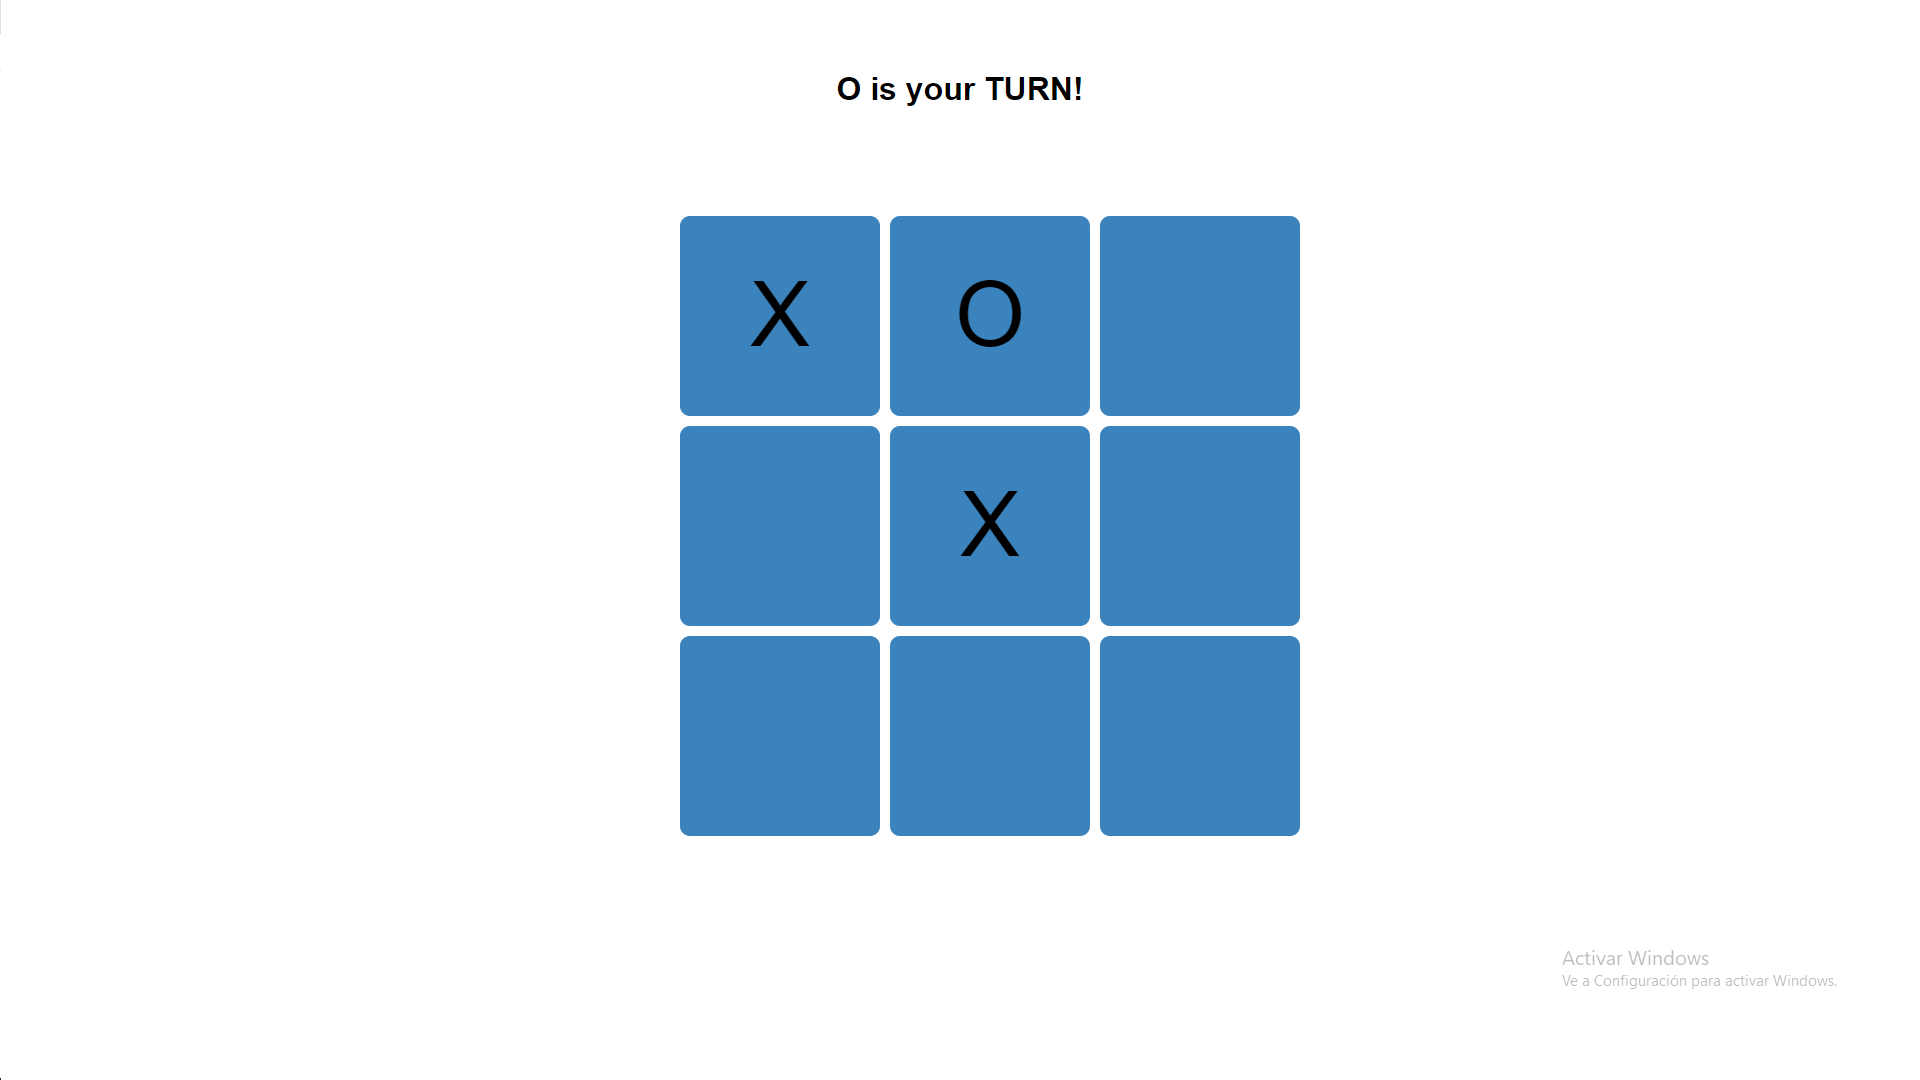 O is your TURN!
X O
X
Activar Windows
Ve a Configuración para activar Windows.